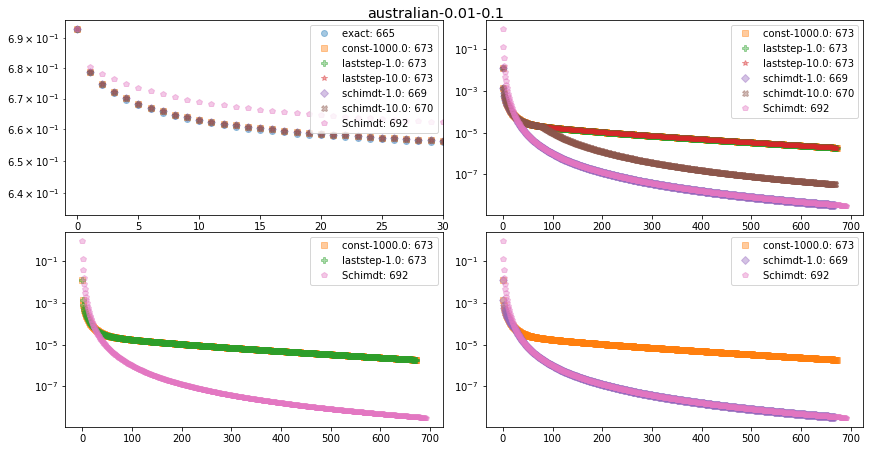 australian-0.01-0.1
6.9 × 10⁻¹
6.8 × 10⁻¹
6.7 × 10⁻¹
6.6 × 10⁻¹
6.5 × 10⁻¹
6.4 × 10⁻¹
0 5 10 15 20 25 30
exact: 665
const-1000.0: 673
laststep-1.0: 673
laststep-10.0: 673
schimdt-1.0: 669
schimdt-10.0: 670
Schimdt: 692
10⁻¹
10⁻³
10⁻⁵
10⁻⁷
0 100 200 300 400 500 600 700
const-1000.0: 673
laststep-1.0: 673
laststep-10.0: 673
schimdt-1.0: 669
schimdt-10.0: 670
Schimdt: 692
10⁻¹
10⁻³
10⁻⁵
10⁻⁷
0 100 200 300 400 500 600 700
const-1000.0: 673
laststep-1.0: 673
Schimdt: 692
10⁻¹
10⁻³
10⁻⁵
10⁻⁷
0 100 200 300 400 500 600 700
const-1000.0: 673
schimdt-1.0: 669
Schimdt: 692